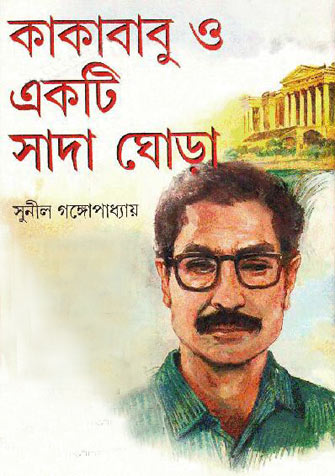 কাকাবাবু ও
একটি
সাদা ঘোড়া
সুনীল গঙ্গোপাধ্যায়